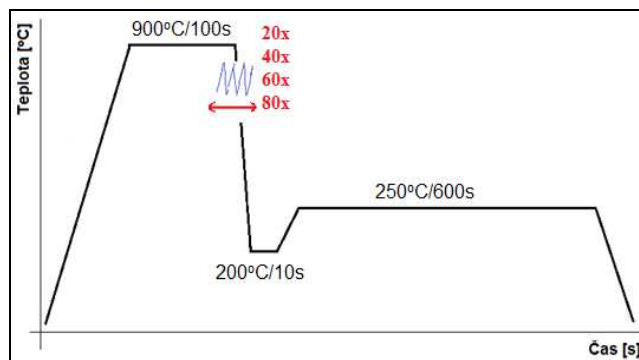 900ºC/100s
20x
40x
60x
80x
Teplota [ºC]
250ºC/600s
200ºC/10s
Čas [s]